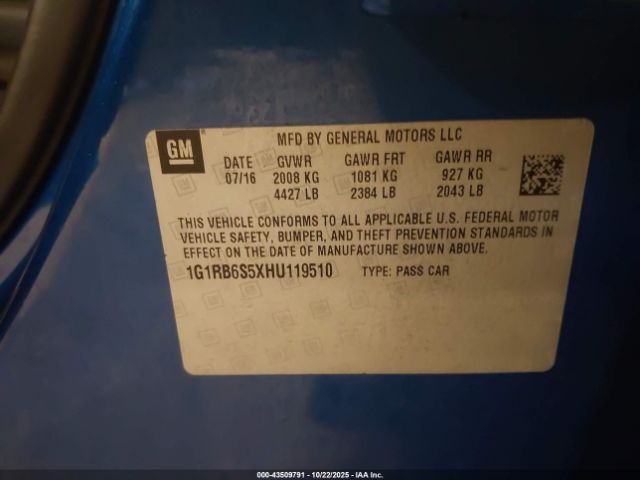 GM
MFD BY GENERAL MOTORS LLC
DATE GVWR GAWR FRT GAWR RR
07/16 2008 KG 1081 KG 927 KG
4427 LB 2384 LB 2043 LB
THIS VEHICLE CONFORMS TO ALL APPLICABLE U.S. FEDERAL MOTOR
VEHICLE SAFETY, BUMPER, AND THEFT PREVENTION STANDARDS IN
EFFECT ON THE DATE OF MANUFACTURE SHOWN ABOVE.
1G1RB6S5XHU119510 TYPE: PASS CAR
000-43509791 - 10/22/2025 - IAA Inc.